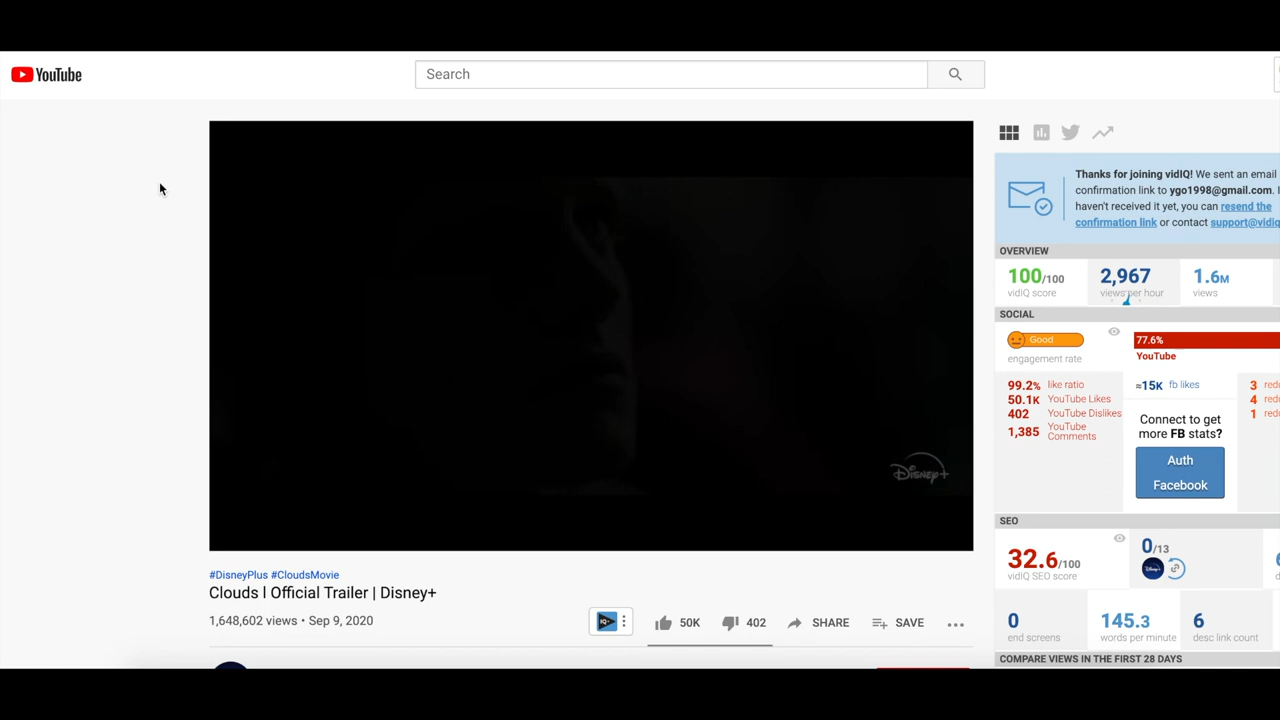 YouTube
Search
Thanks for joining vidIQ! We sent an email
confirmation link to ygo1998@gmail.com.
haven't received it yet, you can resend the
confirmation link or contact support@vidiq
OVERVIEW
100/100
vidIQ score
2,967
views per hour
1.6M
views
SOCIAL
Good
engagement rate
77.6%
YouTube
99.2% like ratio
50.1K YouTube Likes
402 YouTube Dislikes
1,385 YouTube Comments
≈15K fb likes
3
4
1
Connect to get
more FB stats?
Auth
Facebook
Disney+
SEO
32.6/100
vidIQ SEO score
0/13
Disney+
0
end screens
145.3
words per minute
6
desc link count
COMPARE VIEWS IN THE FIRST 28 DAYS
#DisneyPlus #CloudsMovie
Clouds l Official Trailer | Disney+
1,648,602 views • Sep 9, 2020
IQ
50K
402
SHARE
SAVE